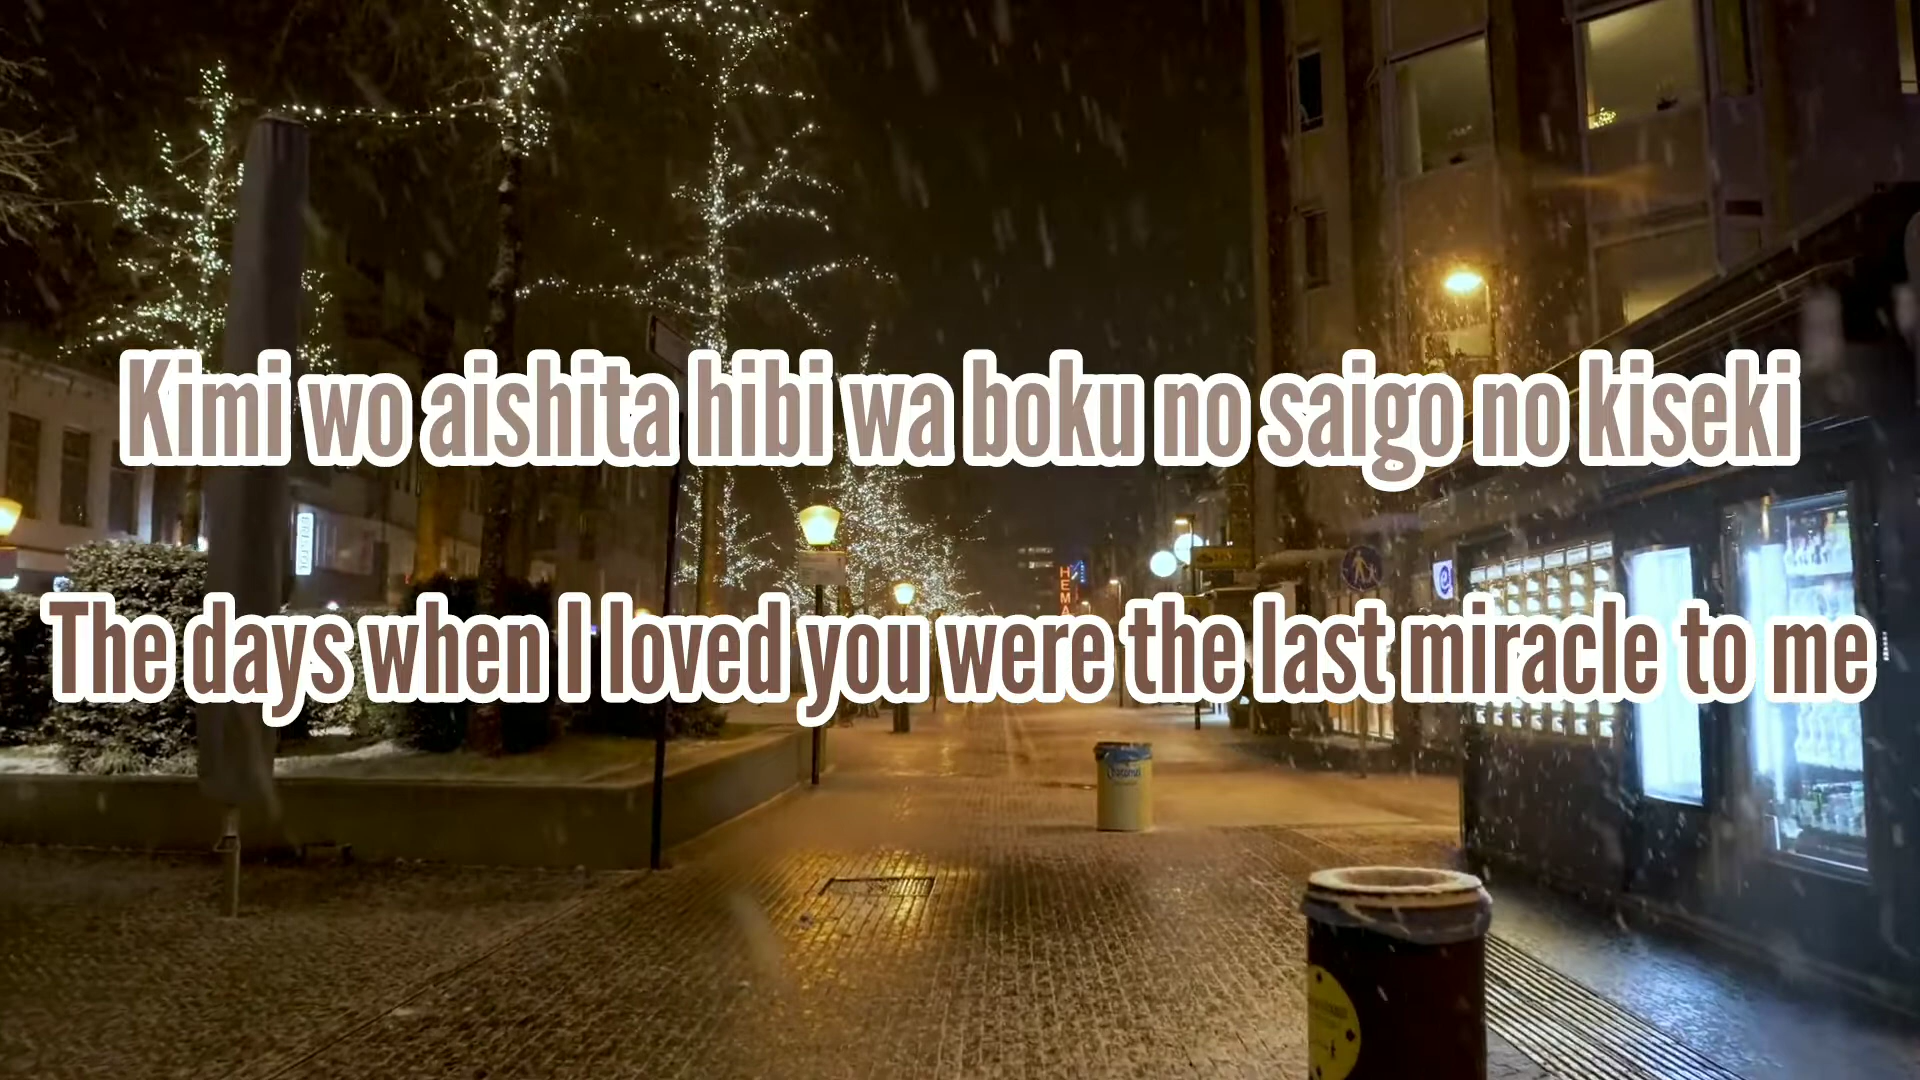 Kimi wo aishita hibi wa boku no saigo no kiseki
HEMA
The days when I loved you were the last miracle to me